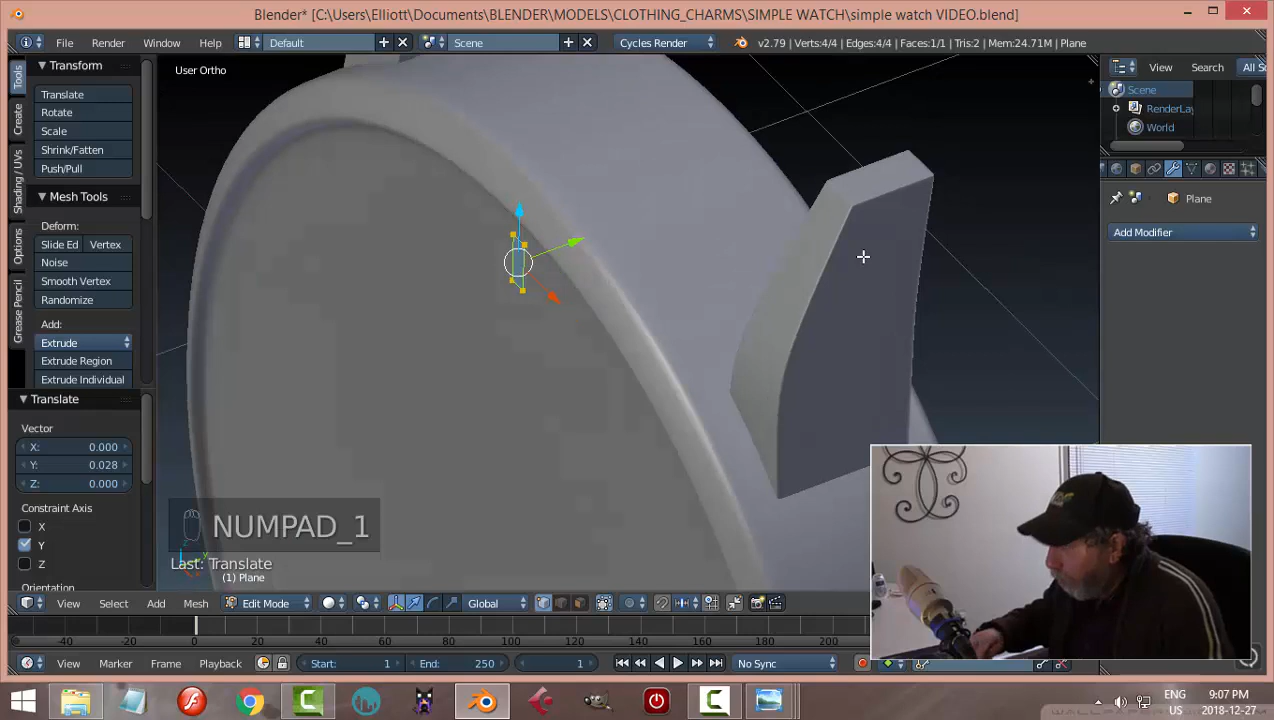 Blender* [C:\Users\Elliott\Documents\BLENDER\MODELS\CLOTHING_CHARMS\SIMPLE WATCH\simple watch VIDEO.blend]
File Render Window Help Default Scene Cycles Render v2.79 | Verts:4/4 | Edges:4/4 | Faces:1/1 | Tris:2 | Mem:24.71M | Plane
View Search All S
Transform
User Ortho
Scene
RenderLay
World
Translate
Rotate
Scale
Shrink/Fatten
Push/Pull
Mesh Tools
Deform:
Slide Ed Vertex
Noise
Smooth Vertex
Randomize
Add:
Extrude
Extrude Region
Extrude Individual
Tools
Create
Shading / UVs
Options
Grease Pencil
Plane
Add Modifier
Translate
Vector
X: 0.000
Y: 0.028
Z: 0.000
Constraint Axis
X
Y
Z
Orientation
NUMPAD_1
Last: Translate
(1) Plane
View Select Add Mesh Edit Mode Global
-40 -20 0 20 40 60 80 100 120 140 160 180 200
View Marker Frame Playback Start: 1 End: 250 1 No Sync
ENG
US
9:07 PM
2018-12-27